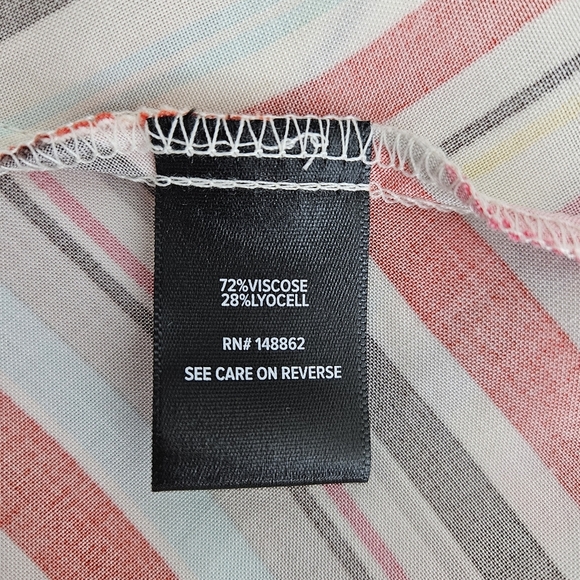 72%VISCOSE
28%LYOCELL
RN# 148862
SEE CARE ON REVERSE